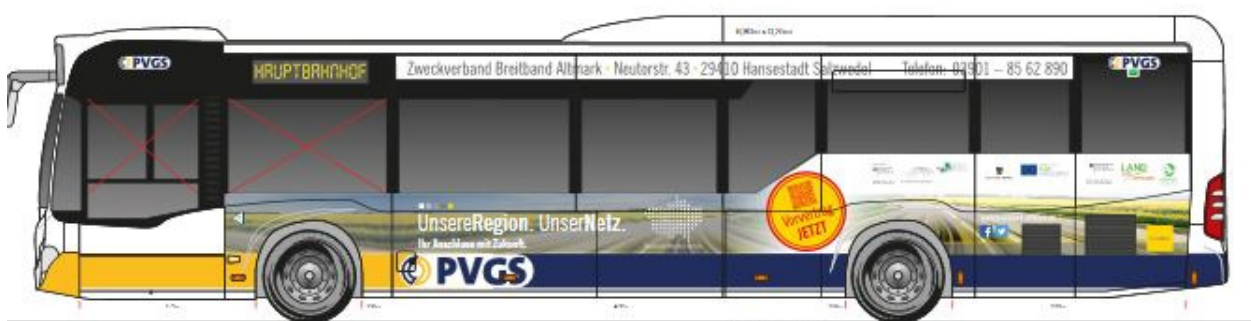 PVGS
HAUPTBAHNHOF
Zweckverband Breitband Altmark · Neutorstr. 43 · 29410 Hansestadt Salzwedel Telefon: 03901 – 85 62 890
PVGS
LAND
Vorvertrag
JETZT
UnsereRegion. UnserNetz.
Ihr Anschluss mit Zukunft.
PVGS